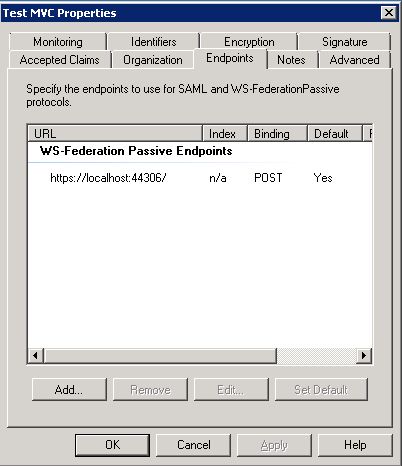 Test MVC Properties
Monitoring Identifiers Encryption Signature
Accepted Claims Organization Endpoints Notes Advanced
Specify the endpoints to use for SAML and WS-FederationPassive
protocols.
URL Index Binding Default
WS-Federation Passive Endpoints
https://localhost:44306/ n/a POST Yes
Add... Remove Edit... Set Default
OK Cancel Apply Help